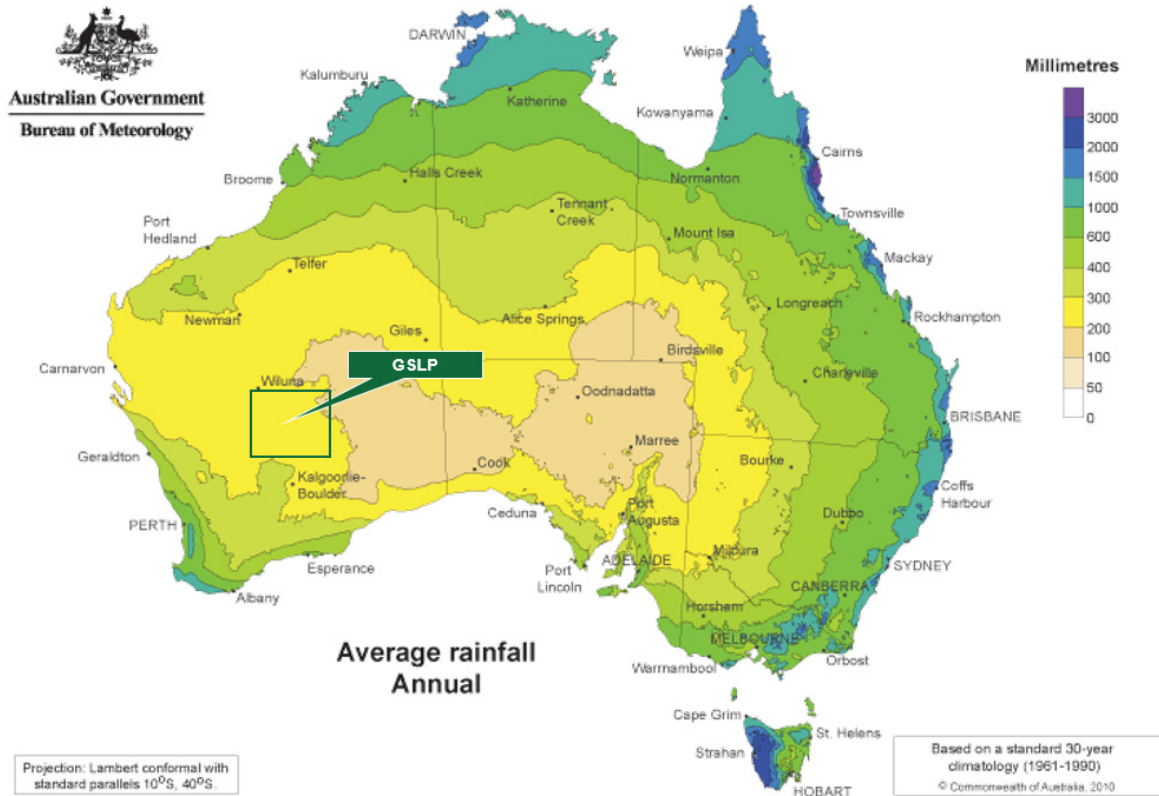 Australian Government
Bureau of Meteorology
DARWIN
Weipa
Kalumburu
Katherine
Kowanyama
Cairns
Broome
Halls Creek
Normanton
Townsville
Port
Hedland
Tennant
Creek
Mount Isa
Mackay
Telfer
Newman
Alice Springs
Longreach
Rockhampton
Giles
Birdsville
Carnarvon
GSLP
Wiluna
Oodnadatta
Charleville
BRISBANE
Geraldton
Marree
Cook
Bourke
Coffs
Harbour
Kalgoorlie-
Boulder
Ceduna
Port
Augusta
Dubbo
PERTH
ADELAIDE
Mildura
SYDNEY
Esperance
Port
Lincoln
Albany
CANBERRA
Horsham
MELBOURNE
Warrnambool
Orbost
Cape Grim
St. Helens
Strahan
HOBART
Millimetres
3000
2000
1500
1000
600
400
300
200
100
50
0
Average rainfall
Annual
Projection: Lambert conformal with
standard parallels 10°S, 40°S.
Based on a standard 30-year
climatology (1961-1990)
© Commonwealth of Australia, 2010